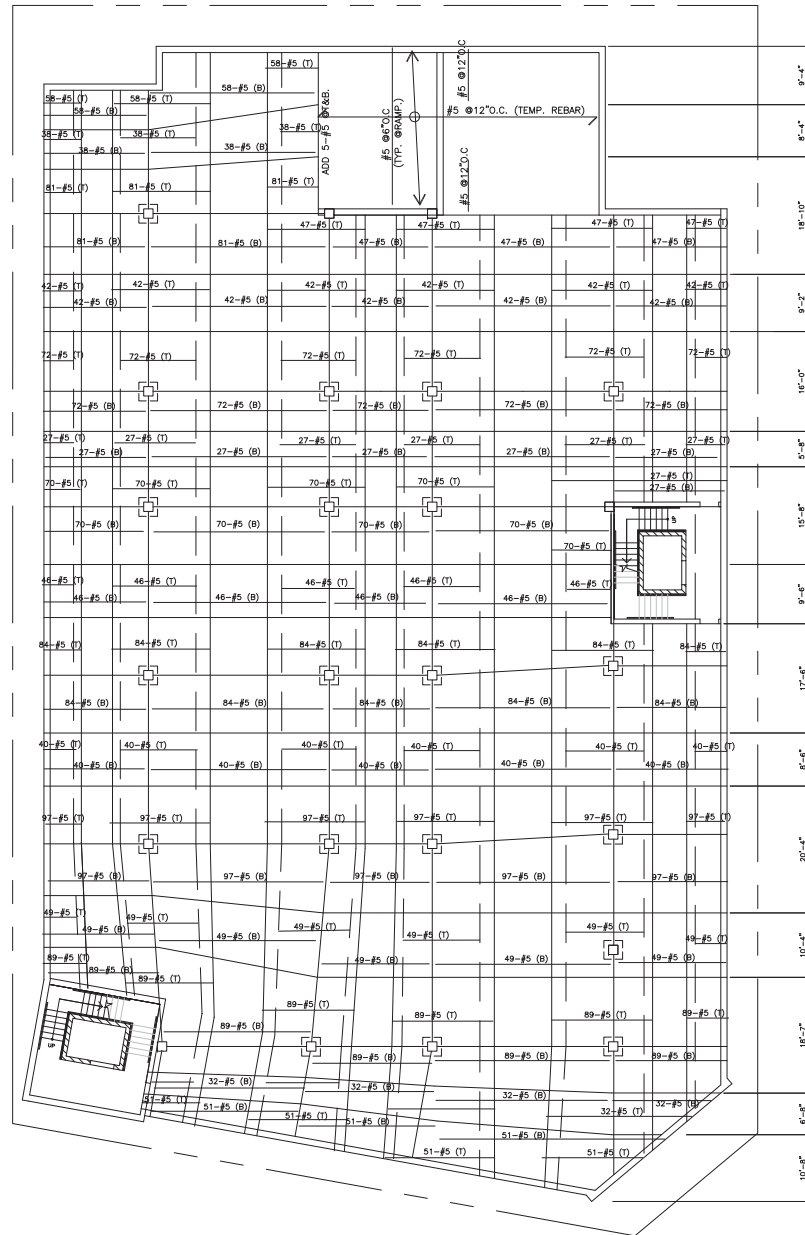 58-#5 (T)
58-#5 (B)
58-#5 (T)
58-#5 (T)
58-#5 (B)
38-#5 (T)
38-#5 (T)
38-#5 (T)
38-#5 (B)
38-#5 (B)
ADD 5-#5 @T&B.
#5 @6"O.C
(TYP. @RAMP.)
#5 @12"O.C
#5 @12"O.C. (TEMP. REBAR)
#5 @12"O.C
81-#5 (T)
81-#5 (T)
81-#5 (T)
47-#5 (T)
47-#5 (T)
47-#5 (T)
47-#5 (T)
81-#5 (B)
81-#5 (B)
47-#5 (B)
47-#5 (B)
47-#5 (B)
42-#5 (T)
42-#5 (T)
42-#5 (T)
42-#5 (T)
42-#5 (T)
42-#5 (T)
42-#5 (B)
42-#5 (B)
42-#5 (B)
42-#5 (B)
42-#5 (B)
72-#5 (T)
72-#5 (T)
72-#5 (T)
72-#5 (T)
72-#5 (T)
72-#5 (T)
72-#5 (B)
72-#5 (B)
72-#5 (B)
72-#5 (B)
72-#5 (B)
27-#5 (T)
27-#5 (T)
27-#5 (T)
27-#5 (T)
27-#5 (T)
27-#5 (T)
27-#5 (B)
27-#5 (B)
27-#5 (B)
27-#5 (B)
27-#5 (B)
27-#5 (T)
27-#5 (B)
70-#5 (T)
70-#5 (T)
70-#5 (T)
70-#5 (T)
70-#5 (B)
70-#5 (B)
70-#5 (B)
70-#5 (B)
70-#5 (T)
46-#5 (T)
46-#5 (T)
46-#5 (T)
46-#5 (T)
46-#5 (T)
46-#5 (B)
46-#5 (B)
46-#5 (B)
46-#5 (B)
84-#5 (T)
84-#5 (T)
84-#5 (T)
84-#5 (T)
84-#5 (T)
84-#5 (T)
84-#5 (B)
84-#5 (B)
84-#5 (B)
84-#5 (B)
84-#5 (B)
40-#5 (T)
40-#5 (T)
40-#5 (T)
40-#5 (T)
40-#5 (T)
40-#5 (T)
40-#5 (B)
40-#5 (B)
40-#5 (B)
40-#5 (B)
40-#5 (B)
97-#5 (T)
97-#5 (T)
97-#5 (T)
97-#5 (T)
97-#5 (T)
97-#5 (T)
97-#5 (B)
97-#5 (B)
97-#5 (B)
97-#5 (B)
97-#5 (B)
49-#5 (T)
49-#5 (T)
49-#5 (T)
49-#5 (T)
49-#5 (T)
49-#5 (T)
49-#5 (B)
49-#5 (B)
49-#5 (B)
49-#5 (B)
49-#5 (B)
89-#5 (T)
89-#5 (B)
89-#5 (T)
89-#5 (T)
89-#5 (T)
89-#5 (T)
89-#5 (T)
89-#5 (B)
89-#5 (B)
89-#5 (B)
89-#5 (B)
UP
32-#5 (B)
32-#5 (B)
32-#5 (B)
32-#5 (B)
32-#5 (T)
51-#5 (T)
51-#5 (B)
51-#5 (T)
51-#5 (B)
51-#5 (B)
51-#5 (T)
51-#5 (T)
9'-4"
8'-4"
18'-10"
9'-2"
16'-0"
5'-8"
15'-8"
9'-6"
17'-6"
8'-6"
20'-4"
10'-4"
18'-7"
6'-8"
10'-8"